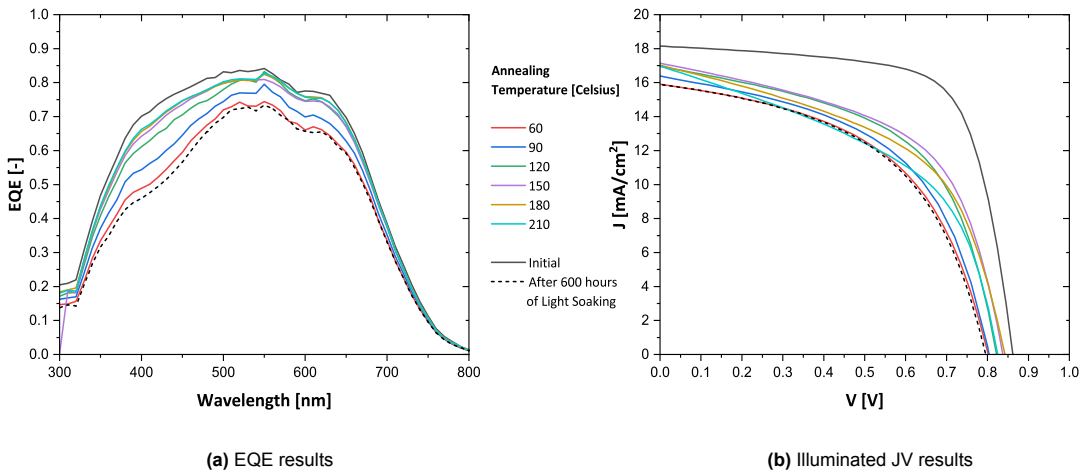 1.0
0.9
0.8
0.7
0.6
0.5
0.4
0.3
0.2
0.1
0.0
EQE [-]
300 400 500 600 700 800
Wavelength [nm]
Annealing
Temperature [Celsius]
60
90
120
150
180
210
Initial
After 600 hours
of Light Soaking
20
18
16
14
12
10
8
6
4
2
0
J [mA/cm²]
0.0 0.1 0.2 0.3 0.4 0.5 0.6 0.7 0.8 0.9 1.0
V [V]
(a) EQE results
(b) Illuminated JV results